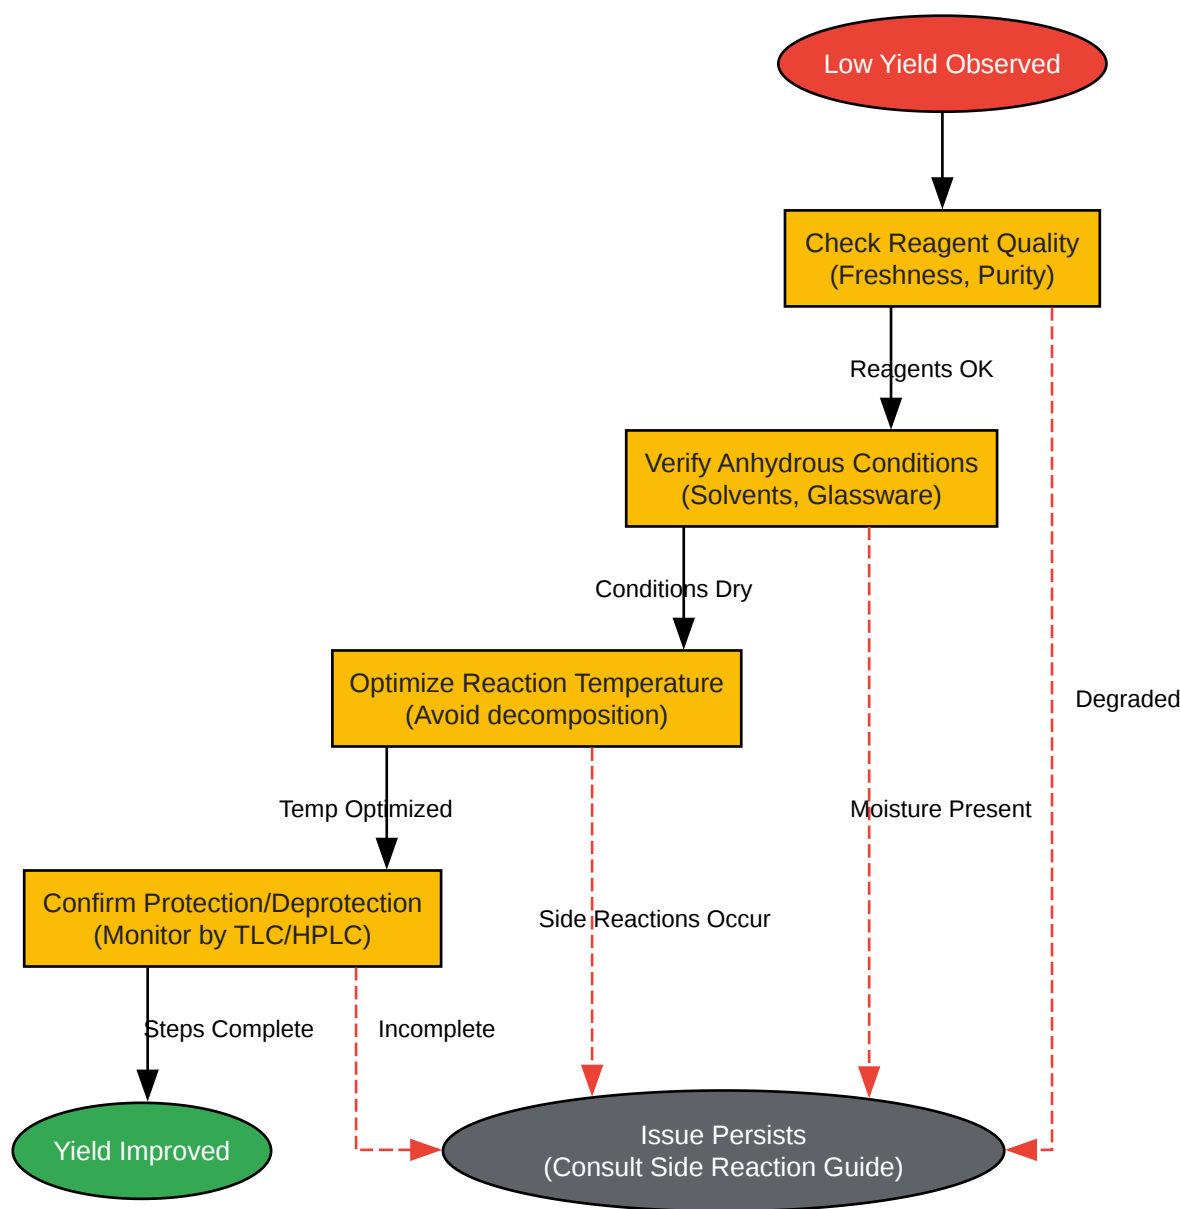 Low Yield Observed
Check Reagent Quality
(Freshness, Purity)
Reagents OK
Verify Anhydrous Conditions
(Solvents, Glassware)
Conditions Dry
Optimize Reaction Temperature
(Avoid decomposition)
Degraded
Temp Optimized
Moisture Present
Confirm Protection/Deprotection
(Monitor by TLC/HPLC)
Side Reactions Occur
Steps Complete
Incomplete
Yield Improved
Issue Persists
(Consult Side Reaction Guide)